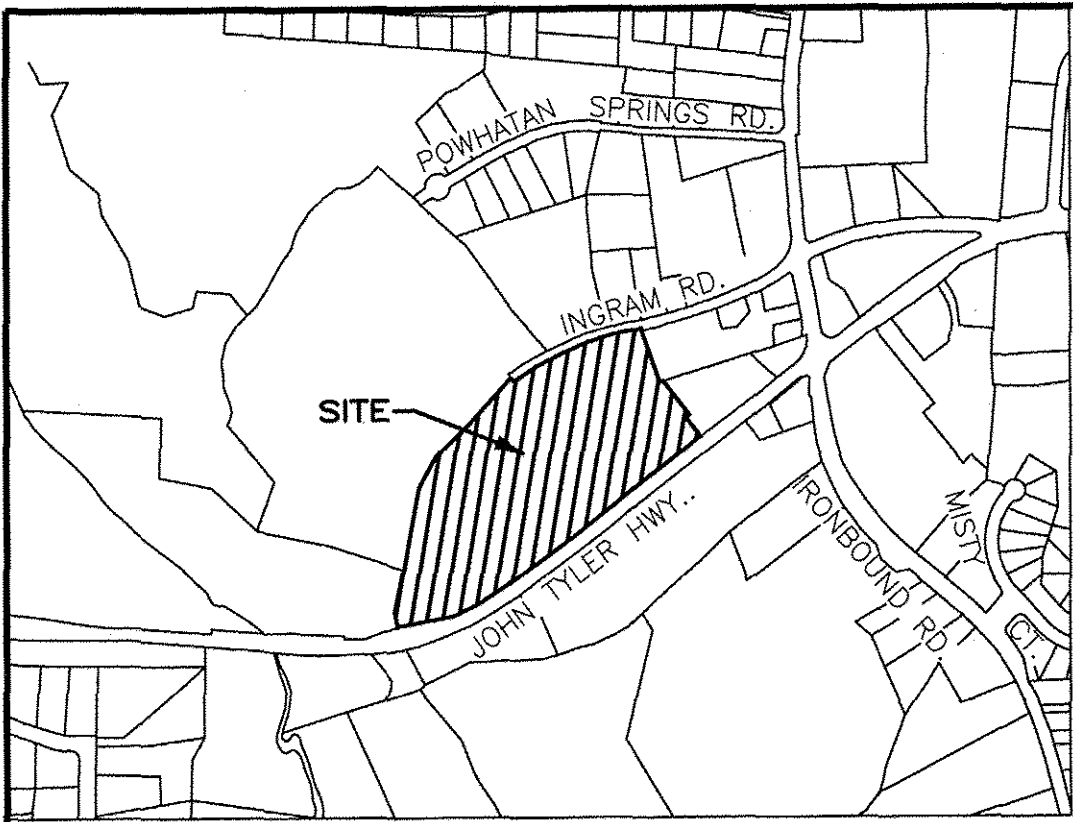 POWHATAN SPRINGS RD.
INGRAM RD.
SITE
JOHN TYLER HWY..
IRONBOUND RD.
MISTY CT.